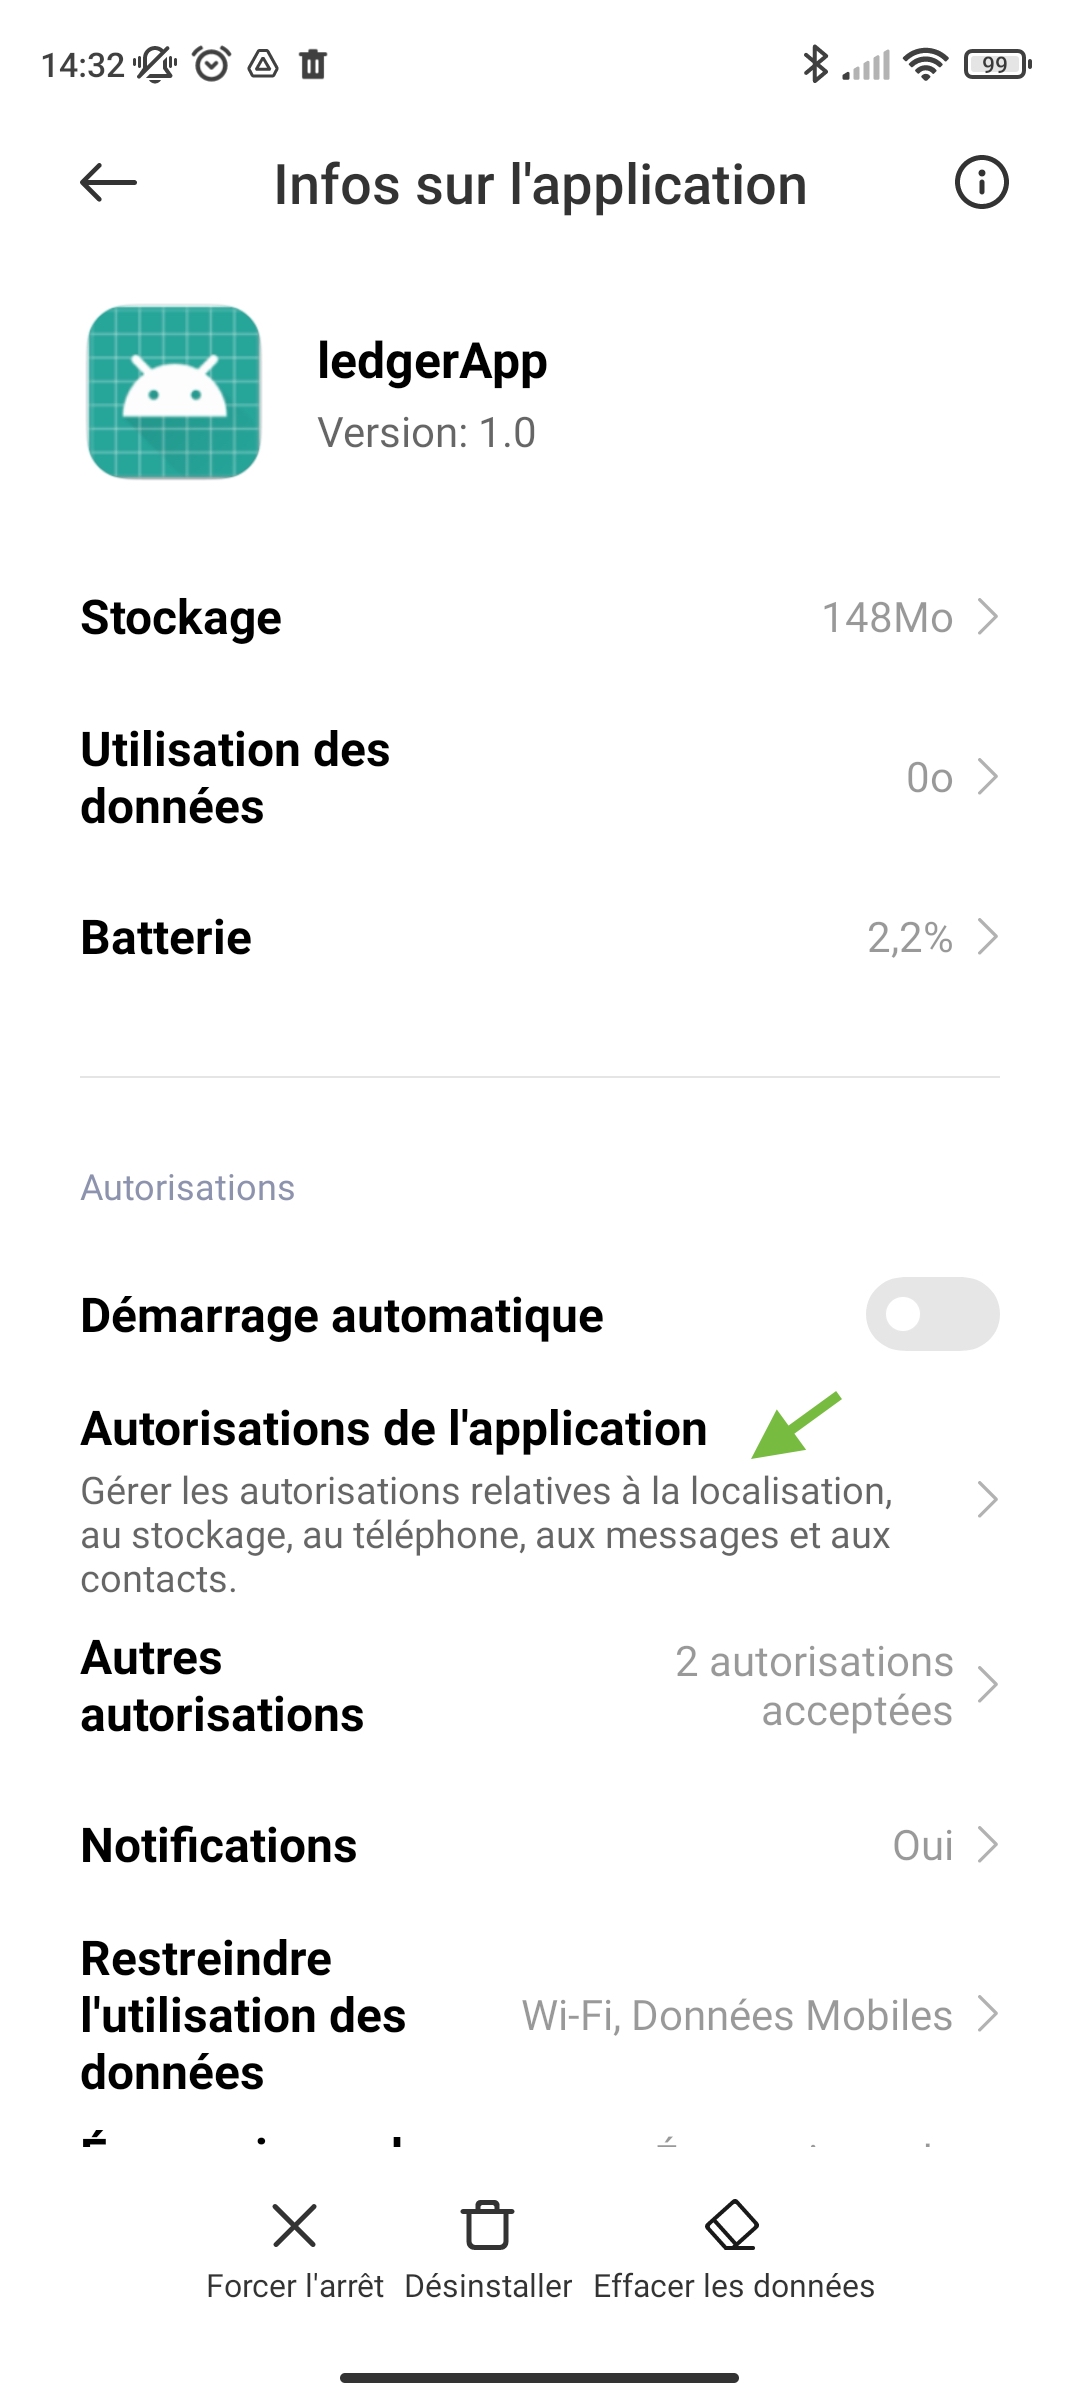 14:32
99
Infos sur l'application
ledgerApp
Version: 1.0
Stockage
148Mo
Utilisation des
données
0o
Batterie
2,2%
Autorisations
Démarrage automatique
Autorisations de l'application
Gérer les autorisations relatives à la localisation,
au stockage, au téléphone, aux messages et aux
contacts.
Autres
autorisations
2 autorisations
acceptées
Notifications
Oui
Restreindre
l'utilisation des
données
Wi-Fi, Données Mobiles
Forcer l'arrêt
Désinstaller
Effacer les données